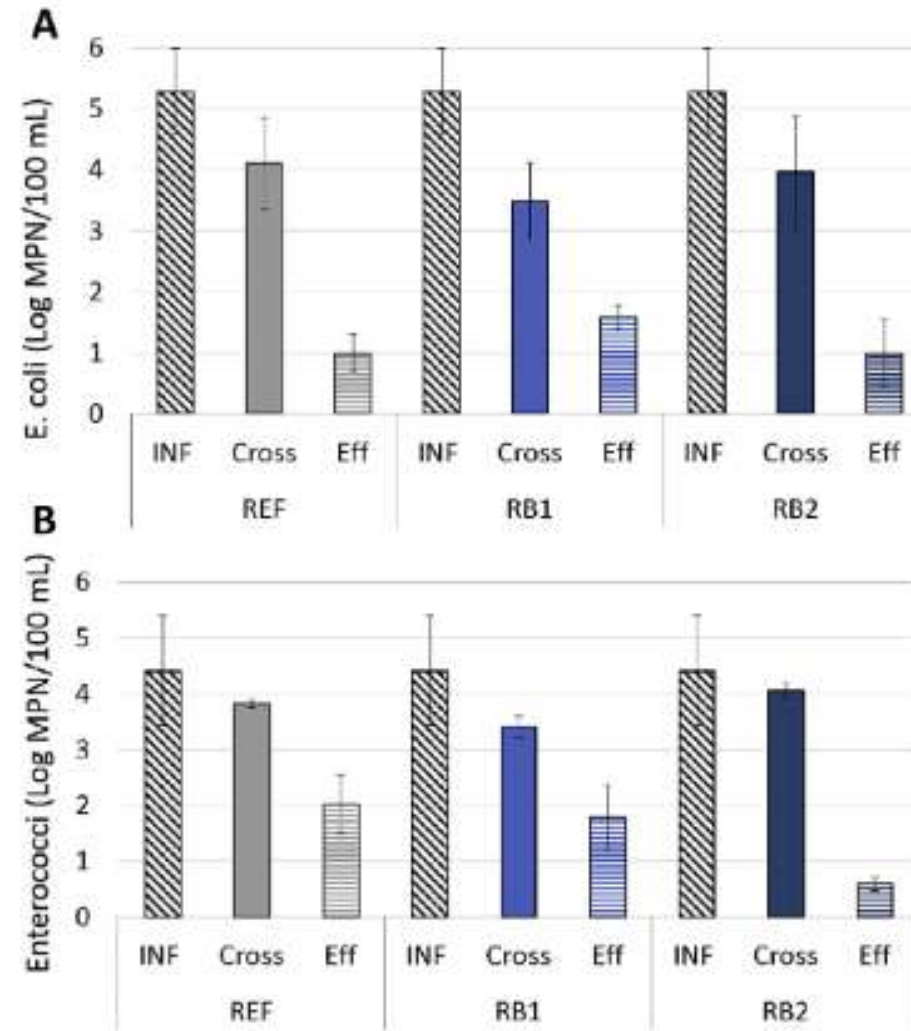 A
E. coli (Log MPN/100 mL)
6
5
4
3
2
1
0
INF Cross Eff INF Cross Eff INF Cross Eff
REF RB1 RB2
B
Enterococci (Log MPN/100 mL)
6
5
4
3
2
1
0
INF Cross Eff INF Cross Eff INF Cross Eff
REF RB1 RB2